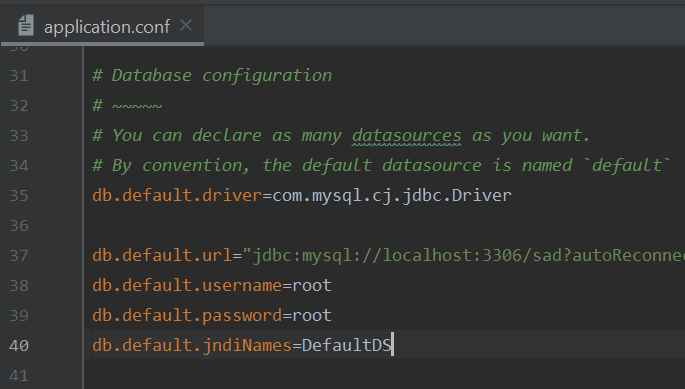 application.conf
31 # Database configuration
32 # ~~~~~
33 # You can declare as many datasources as you want.
34 # By convention, the default datasource is named `default`
35 db.default.driver=com.mysql.cj.jdbc.Driver
36
37 db.default.url="jdbc:mysql://localhost:3306/sad?autoReconnec
38 db.default.username=root
39 db.default.password=root
40 db.default.jndiNames=DefaultDS
41